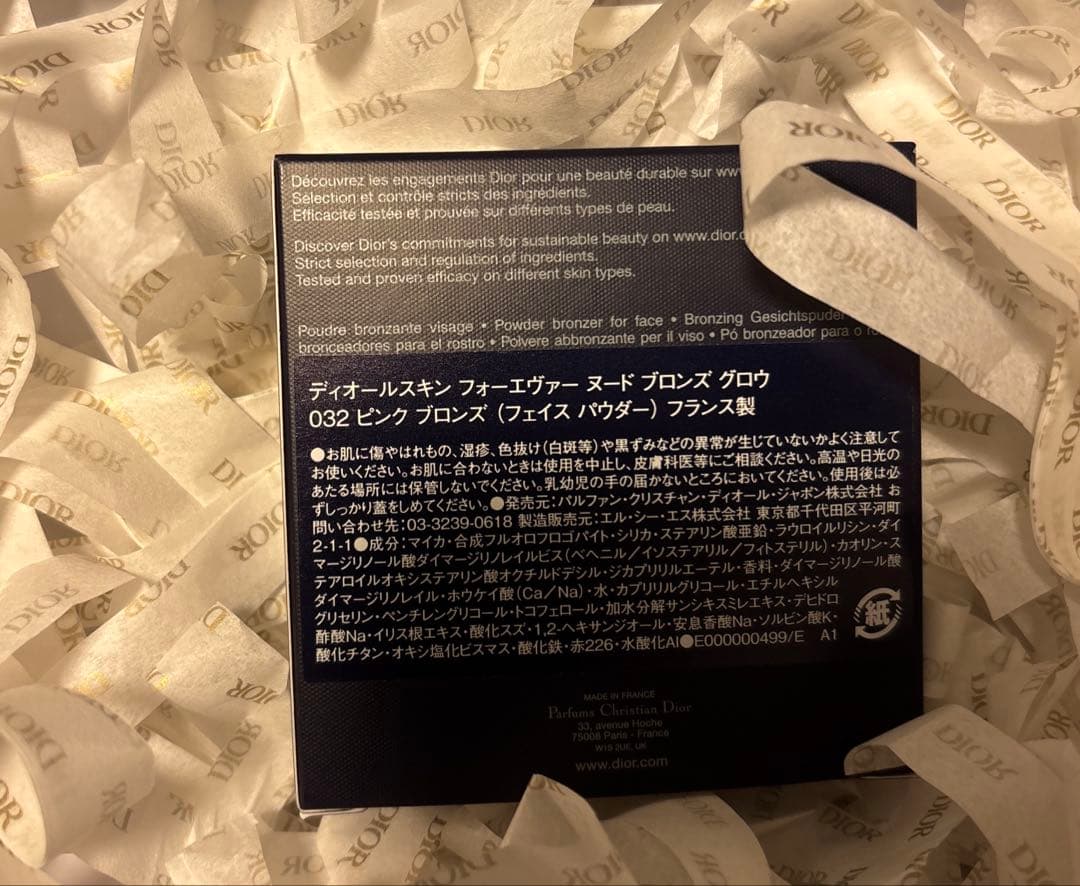 Découvrez les engagements Dior pour une beauté durable sur
Sélection et contrôle stricts des ingrédients.
Efficacité testée et prouvée sur différents types de peau.
Discover Dior's commitments for sustainable beauty on www.dior.c
Strict selection and regulation of ingredients.
Tested and proven efficacy on different skin types.
Poudre bronzante visage • Powder bronzer for face • Bronzing Gesichtspuder
bronceadores para el rostro • Polvere abbronzante per il viso • Pó bronzeador para o
ディオールスキン フォーエヴァー ヌード ブロンズ グロウ
032 ピンク ブロンズ (フェイス パウダー) フランス製
●お肌に傷やはれもの、湿疹、色抜け(白斑等)や黒ずみなどの異常が生じていないかよく注意して
お使いください。お肌に合わないときは使用を中止し、皮膚科医等にご相談ください。高温や日光の
あたる場所には保管しないでください。乳幼児の手の届かないところにおいてください。使用後は必
ずしっかり蓋をしめてください。●発売元:パルファン・クリスチャン・ディオール・ジャポン株式会社 お
問い合わせ先:03-3239-0618 製造販売元:エル・シー・エス株式会社 東京都千代田区平河町
2-1-1●成分:マイカ・合成フルオロフロゴパイト・シリカ・ステアリン酸亜鉛・ラウロイルリシン・ダイ
マージリノール酸ダイマージリノレイルビス(ベヘニル/イソステアリル/フィトステリル)・カオリン・ス
テアロイルオキシステアリン酸オクチルドデシル・ジカプリリルエーテル・香料・ダイマージリノール酸
ダイマージリノレイル・ホウケイ酸(Ca/Na)・水・カプリリルグリコール・エチルヘキシル
グリセリン・ペンチレングリコール・トコフェロール・加水分解サンシキスミレエキス・デヒドロ
酢酸Na・イリス根エキス・酸化スズ・1,2-ヘキサンジオール・安息香酸Na・ソルビン酸K・
酸化チタン・オキシ塩化ビスマス・酸化鉄・赤226・水酸化Al●E000000499/E A1
紙
MADE IN FRANCE
Parfums Christian Dior
33, avenue Hoche
75008 Paris - France
W1S 2UE, UK
www.dior.com
DIOR
DIOR
DIOR
DIOR
DIOR
DIOR